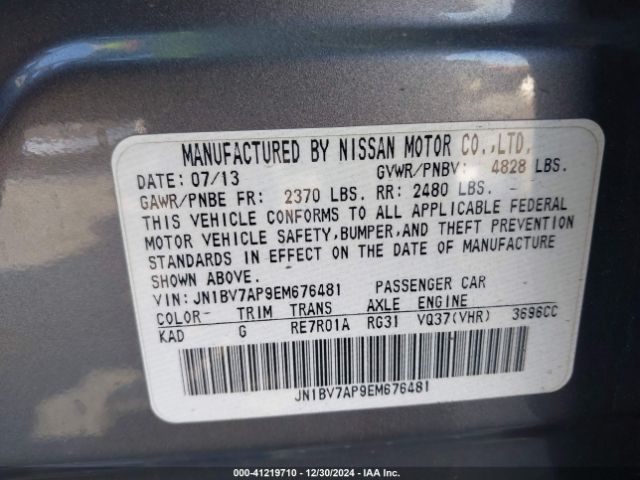 MANUFACTURED BY NISSAN MOTOR CO.,LTD.
DATE: 07/13 GVWR/PNBV: 4828 LBS.
GAWR/PNBE FR: 2370 LBS. RR: 2480 LBS.
THIS VEHICLE CONFORMS TO ALL APPLICABLE FEDERAL
MOTOR VEHICLE SAFETY, BUMPER, AND THEFT PREVENTION
STANDARDS IN EFFECT ON THE DATE OF MANUFACTURE
SHOWN ABOVE.
VIN: JN1BV7AP9EM676481 PASSENGER CAR
COLOR TRIM TRANS AXLE ENGINE
KAD G RE7R01A RG31 VQ37(VHR) 3696CC
JN1BV7AP9EM676481
000-41219710 - 12/30/2024 - IAA Inc.